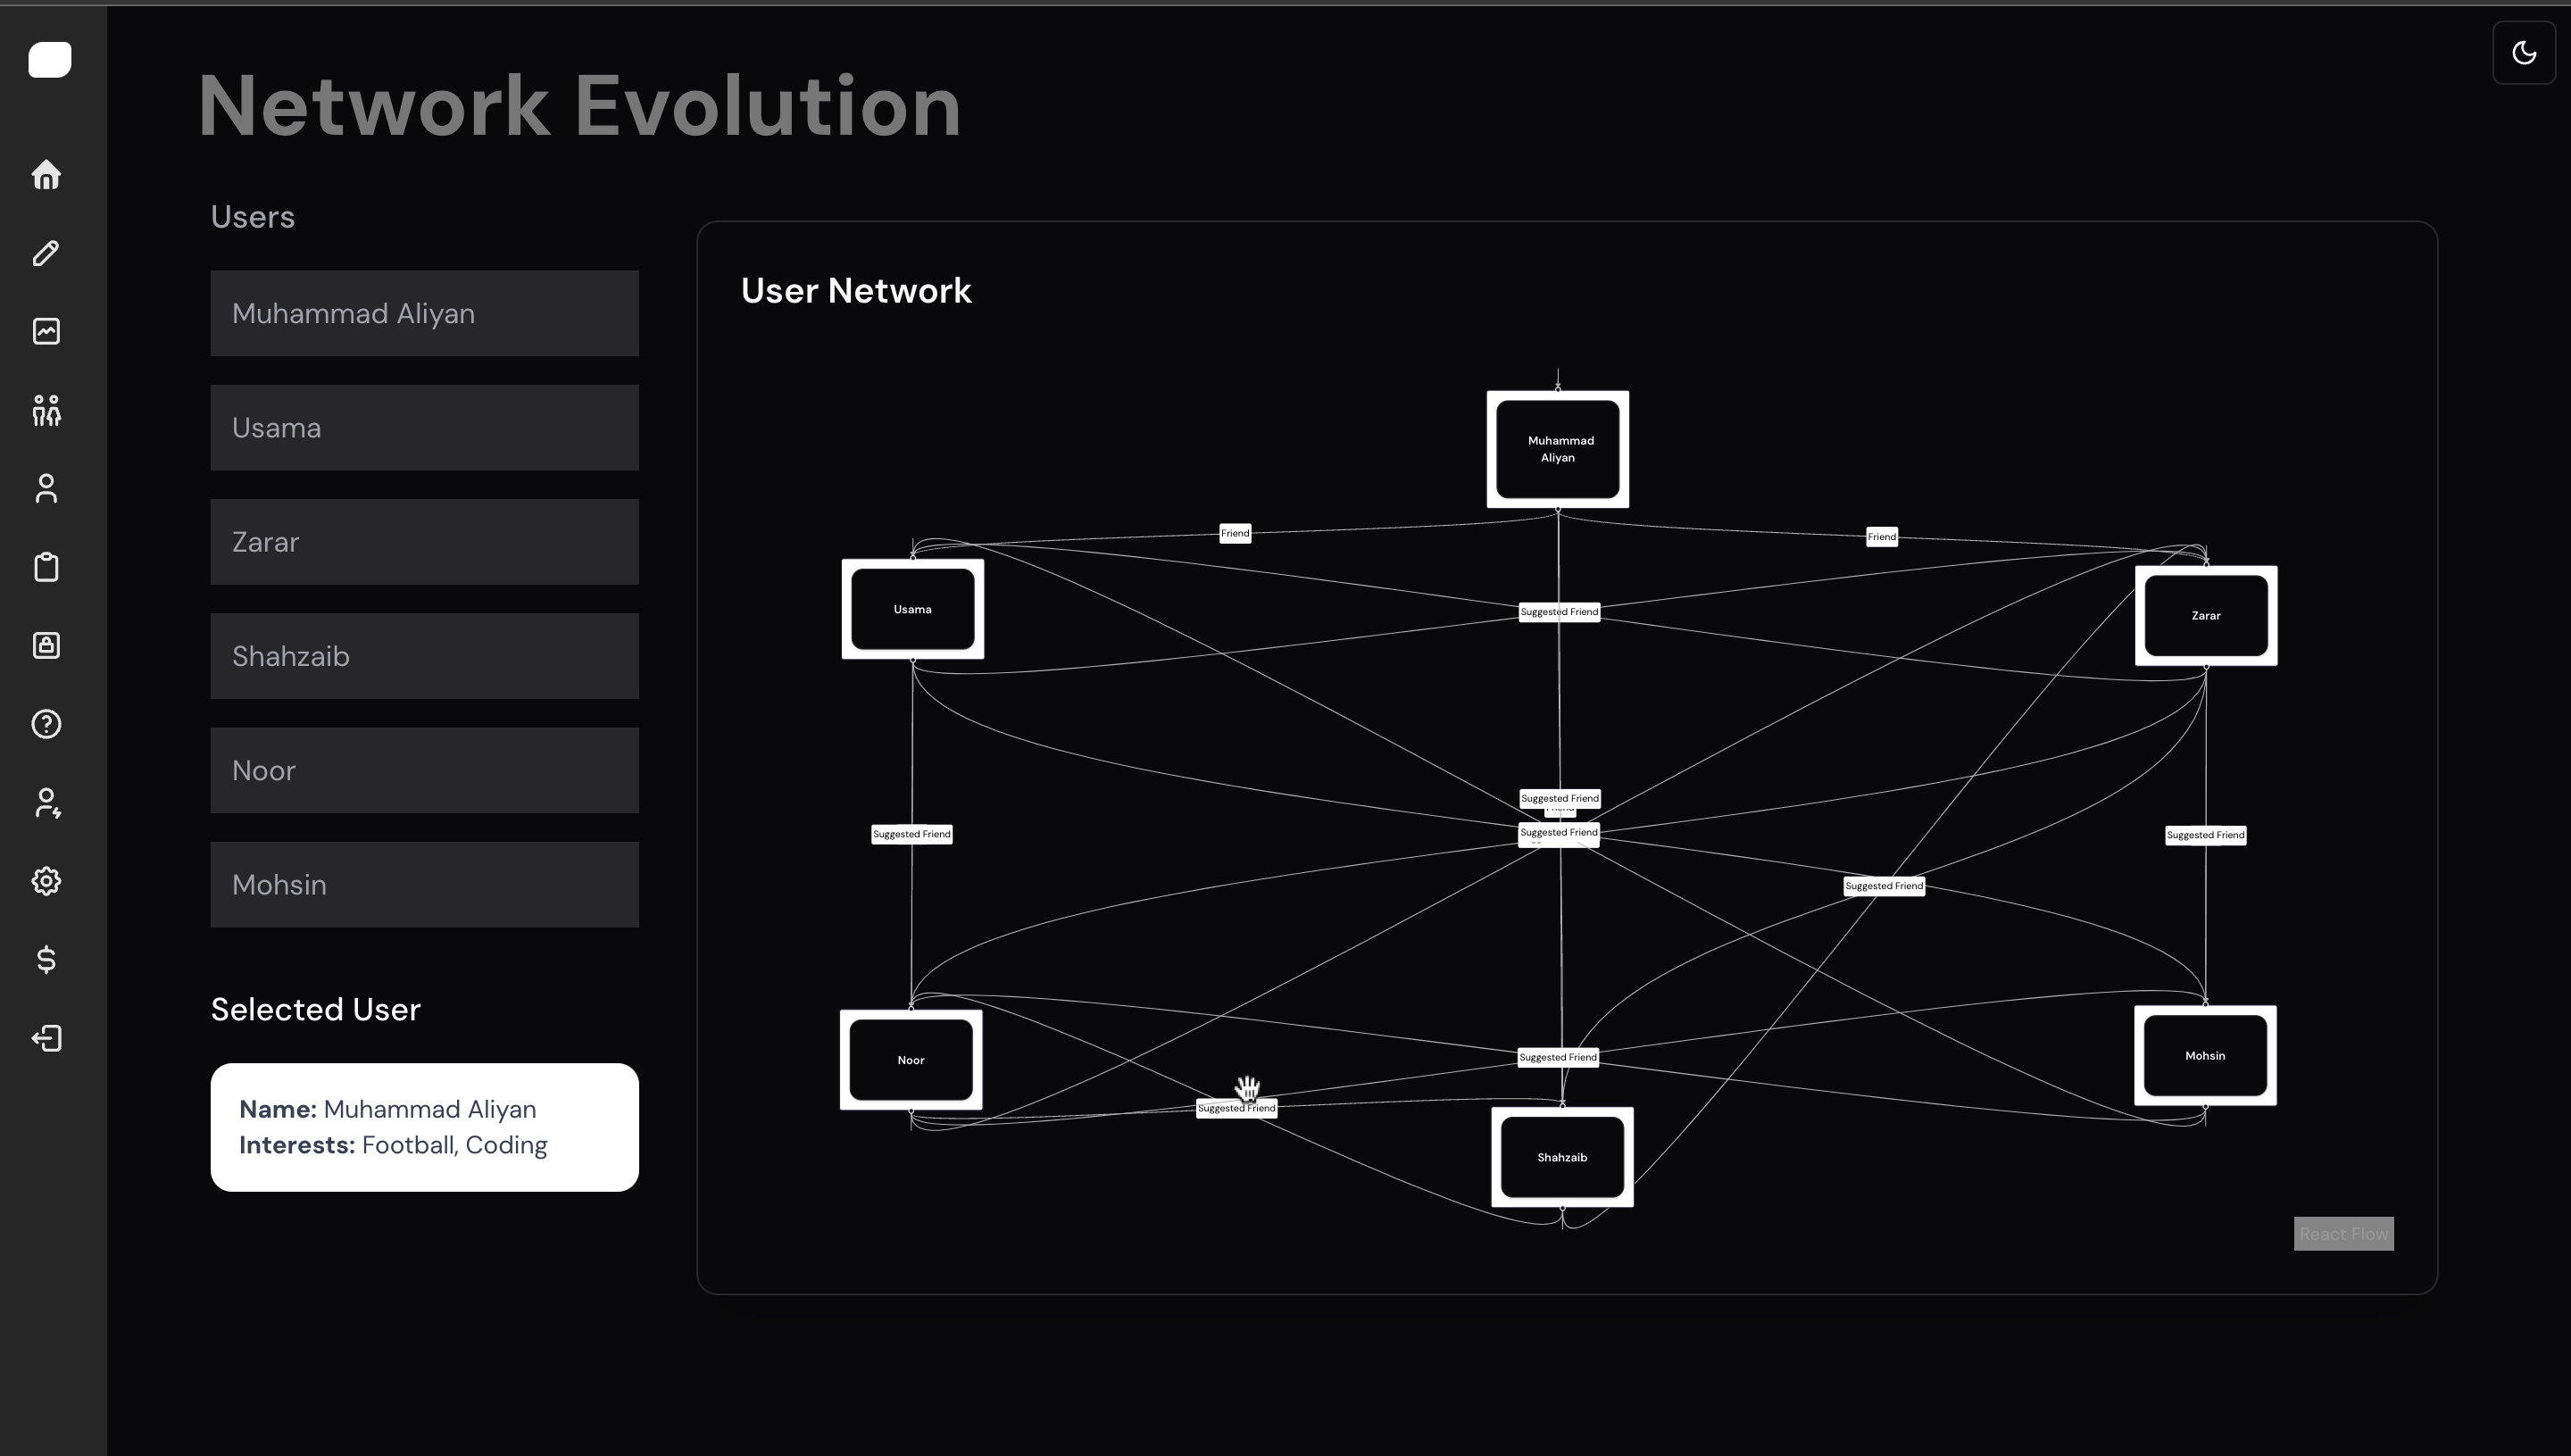 Network Evolution
Users
Muhammad Aliyan
Usama
Zarar
Shahzaib
Noor
Mohsin
Selected User
Name: Muhammad Aliyan
Interests: Football, Coding
User Network
Muhammad
Aliyan
Friend
Friend
Usama
Suggested Friend
Zarar
Suggested Friend
Friend
Suggested Friend
Suggested Friend
Suggested Friend
Suggested Friend
Noor
Suggested Friend
Mohsin
Suggested Friend
Shahzaib
React Flow